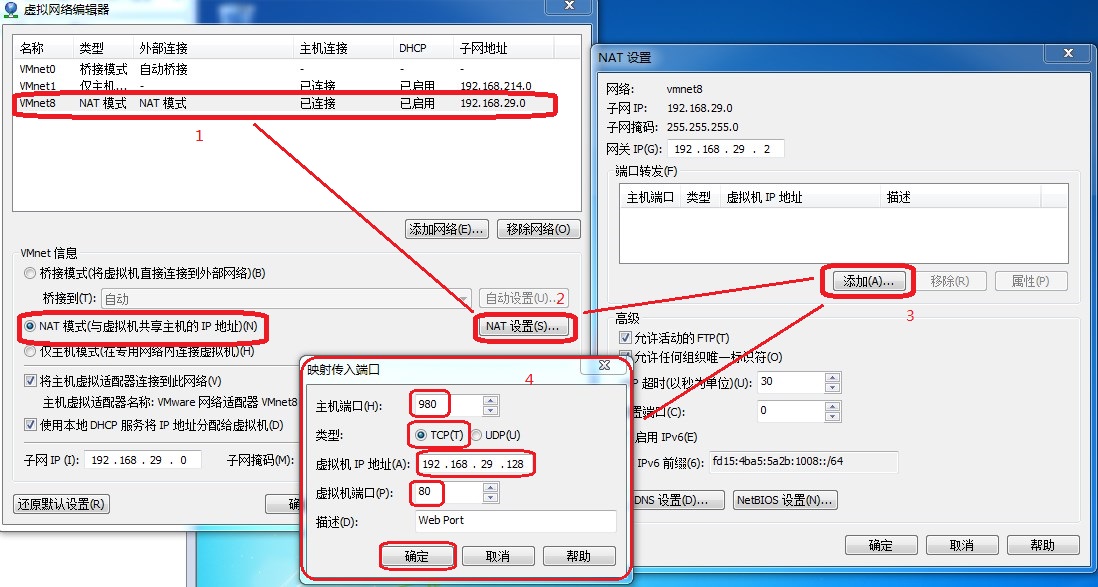 虚拟网络编辑器
名称 类型 外部连接 主机连接 DHCP 子网地址
VMnet0 桥接模式 自动桥接 - - -
VMnet1 仅主机... - 已连接 已启用 192.168.214.0
VMnet8 NAT 模式 NAT 模式 已连接 已启用 192.168.29.0
1
添加网络(E)... 移除网络(O)
VMnet 信息
桥接模式(将虚拟机直接连接到外部网络)(B)
桥接到(T): 自动 自动设置(U)...
2
NAT 模式(与虚拟机共享主机的 IP 地址)(N) NAT 设置(S)...
仅主机模式(在专用网络内连接虚拟机)(H)
将主机虚拟适配器连接到此网络(V)
主机虚拟适配器名称: VMware 网络适配器 VMnet8
使用本地 DHCP 服务将 IP 地址分配给虚拟机(D)
子网 IP (I): 192 . 168 . 29 . 0 子网掩码(M):
还原默认设置(R) 确
NAT 设置
网络: vmnet8
子网 IP: 192.168.29.0
子网掩码: 255.255.255.0
网关 IP(G): 192 . 168 . 29 . 2
端口转发(F)
主机端口 类型 虚拟机 IP 地址 描述
添加(A)... 移除(R) 属性(P)
3
高级
允许活动的 FTP(T)
允许任何组织唯一标识符(O)
P 超时(以秒为单位)(U): 30
置端口(C): 0
启用 IPv6(E)
IPv6 前缀(6): fd15:4ba5:5a2b:1008::/64
DNS 设置(D)... NetBIOS 设置(N)...
确定 取消 帮助
映射传入端口
4
主机端口(H): 980
类型: TCP(T) UDP(U)
虚拟机 IP 地址(A): 192 . 168 . 29 . 128
虚拟机端口(P): 80
描述(D): Web Port
确定 取消 帮助